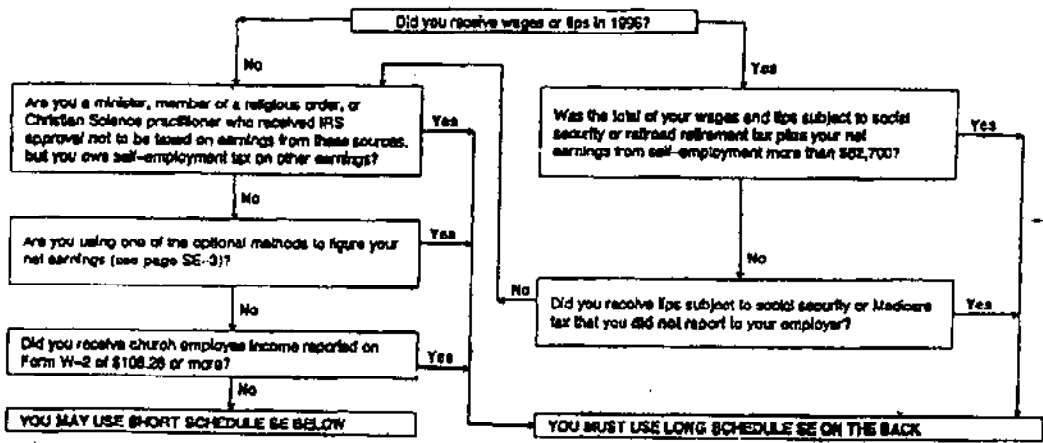 Did you receive wages or tips in 1996?
No
Yes
Are you a minister, member of a religious order, or
Christian Science practitioner who received IRS
approval not to be taxed on earnings from these sources,
but you owe self-employment tax on other earnings?
Yes
Was the total of your wages and tips subject to social
security or railroad retirement tax plus your net
earnings from self-employment more than $62,700?
Yes
No
Are you using one of the optional methods to figure your
net earnings (see page SE-3)?
Yes
No
No
Did you receive tips subject to social security or Medicare
tax that you did not report to your employer?
Yes
No
Did you receive church employee income reported on
Form W-2 of $108.28 or more?
Yes
No
YOU MAY USE SHORT SCHEDULE SE BELOW
YOU MUST USE LONG SCHEDULE SE ON THE BACK